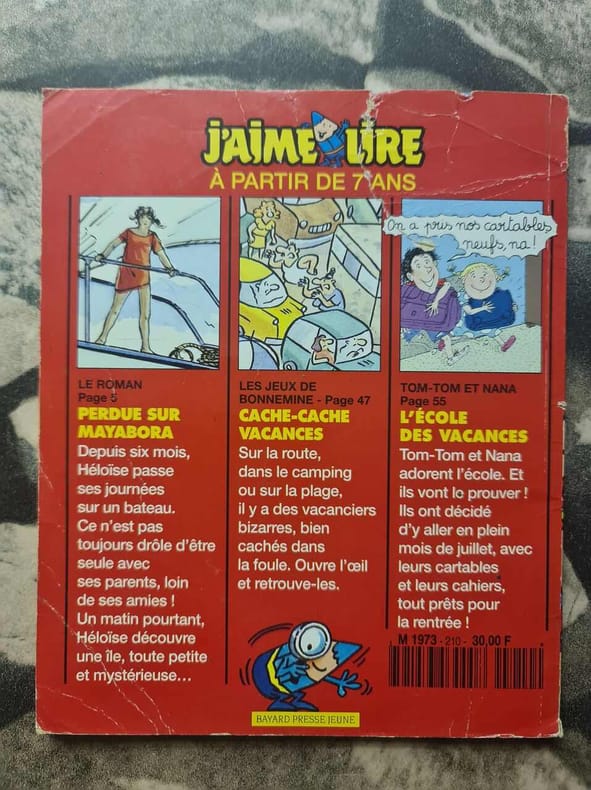 J'AIME LIRE
À PARTIR DE 7 ANS
LE ROMAN
Page 5
PERDUE SUR
MAYABORA
Depuis six mois,
Héloïse passe
ses journées
sur un bateau.
Ce n'est pas
toujours drôle d'être
seule avec
ses parents, loin
de ses amies !
Un matin pourtant,
Héloïse découvre
une île, toute petite
et mystérieuse...
LES JEUX DE
BONNEMINE - Page 47
CACHE-CACHE
VACANCES
Sur la route,
dans le camping
ou sur la plage,
il y a des vacanciers
bizarres, bien
cachés dans
la foule. Ouvre l'œil
et retrouve-les.
On a pris nos cartables
neufs, na !
TOM-TOM ET NANA
Page 55
L'ÉCOLE
DES VACANCES
Tom-Tom et Nana
adorent l'école. Et
ils vont le prouver !
Ils ont décidé
d'y aller en plein
mois de juillet, avec
leurs cartables
et leurs cahiers,
tout prêts pour
la rentrée !
M 1973 - 210 - 30,00 F
BAYARD PRESSE JEUNE